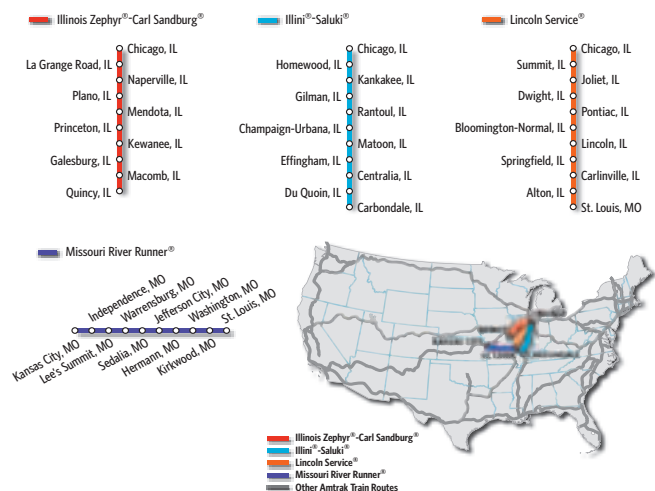 Illinois Zephyr®-Carl Sandburg®
Chicago, IL
La Grange Road, IL
Naperville, IL
Plano, IL
Mendota, IL
Princeton, IL
Kewanee, IL
Galesburg, IL
Macomb, IL
Quincy, IL
Illini®-Saluki®
Chicago, IL
Homewood, IL
Kankakee, IL
Gilman, IL
Rantoul, IL
Champaign-Urbana, IL
Matoon, IL
Effingham, IL
Centralia, IL
Du Quoin, IL
Carbondale, IL
Lincoln Service®
Chicago, IL
Summit, IL
Joliet, IL
Dwight, IL
Pontiac, IL
Bloomington-Normal, IL
Lincoln, IL
Springfield, IL
Carlinville, IL
Alton, IL
St. Louis, MO
Missouri River Runner®
Kansas City, MO
Independence, MO
Lee's Summit, MO
Warrensburg, MO
Sedalia, MO
Jefferson City, MO
Hermann, MO
Washington, MO
Kirkwood, MO
St. Louis, MO
Illinois Zephyr®-Carl Sandburg®
Illini®-Saluki®
Lincoln Service®
Missouri River Runner®
Other Amtrak Train Routes